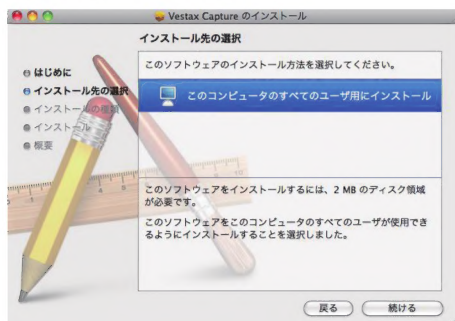 Vestax Capture のインストール
インストール先の選択
はじめに
インストール先の選択
インストールの種類
インストール
概要
このソフトウェアのインストール方法を選択してください。
このコンピュータのすべてのユーザ用にインストール
このソフトウェアをインストールするには、2 MB のディスク領域
が必要です。
このソフトウェアをこのコンピュータのすべてのユーザが使用でき
るようにインストールすることを選択しました。
戻る
続ける